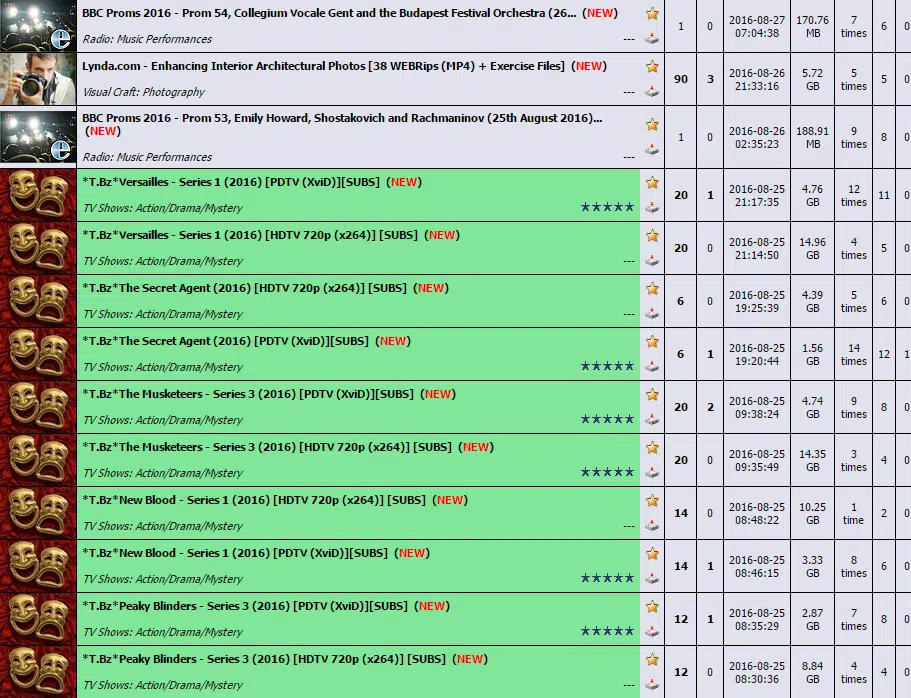 BBC Proms 2016 - Prom 54, Collegium Vocale Gent and the Budapest Festival Orchestra (26... (NEW)
Radio: Music Performances ---
1 0 2016-08-27 07:04:38 170.76 MB 7 times 6 0
Lynda.com - Enhancing Interior Architectural Photos [38 WEBRips (MP4) + Exercise Files] (NEW)
Visual Craft: Photography ---
90 3 2016-08-26 21:33:16 5.72 GB 5 times 5 0
BBC Proms 2016 - Prom 53, Emily Howard, Shostakovich and Rachmaninov (25th August 2016)...
(NEW)
Radio: Music Performances ---
1 0 2016-08-26 02:35:23 188.91 MB 9 times 8 0
*T.Bz*Versailles - Series 1 (2016) [PDTV (XviD)][SUBS] (NEW)
TV Shows: Action/Drama/Mystery ★★★★★
20 1 2016-08-25 21:17:35 4.76 GB 12 times 11 0
*T.Bz*Versailles - Series 1 (2016) [HDTV 720p (x264)] [SUBS] (NEW)
TV Shows: Action/Drama/Mystery ---
20 0 2016-08-25 21:14:50 14.96 GB 4 times 5 0
*T.Bz*The Secret Agent (2016) [HDTV 720p (x264)] [SUBS] (NEW)
TV Shows: Action/Drama/Mystery ---
6 0 2016-08-25 19:25:39 4.39 GB 5 times 6 0
*T.Bz*The Secret Agent (2016) [PDTV (XviD)][SUBS] (NEW)
TV Shows: Action/Drama/Mystery ★★★★★
6 1 2016-08-25 19:20:44 1.56 GB 14 times 12 1
*T.Bz*The Musketeers - Series 3 (2016) [PDTV (XviD)][SUBS] (NEW)
TV Shows: Action/Drama/Mystery ★★★★★
20 2 2016-08-25 09:38:24 4.74 GB 9 times 8 0
*T.Bz*The Musketeers - Series 3 (2016) [HDTV 720p (x264)] [SUBS] (NEW)
TV Shows: Action/Drama/Mystery ★★★★★
20 0 2016-08-25 09:35:49 14.35 GB 3 times 4 0
*T.Bz*New Blood - Series 1 (2016) [HDTV 720p (x264)] [SUBS] (NEW)
TV Shows: Action/Drama/Mystery ---
14 0 2016-08-25 08:48:22 10.25 GB 1 time 2 0
*T.Bz*New Blood - Series 1 (2016) [PDTV (XviD)][SUBS] (NEW)
TV Shows: Action/Drama/Mystery ★★★★★
14 1 2016-08-25 08:46:15 3.33 GB 8 times 6 0
*T.Bz*Peaky Blinders - Series 3 (2016) [PDTV (XviD)][SUBS] (NEW)
TV Shows: Action/Drama/Mystery ★★★★★
12 1 2016-08-25 08:35:29 2.87 GB 7 times 8 0
*T.Bz*Peaky Blinders - Series 3 (2016) [HDTV 720p (x264)] [SUBS] (NEW)
TV Shows: Action/Drama/Mystery ---
12 0 2016-08-25 08:30:36 8.84 GB 4 times 4 0